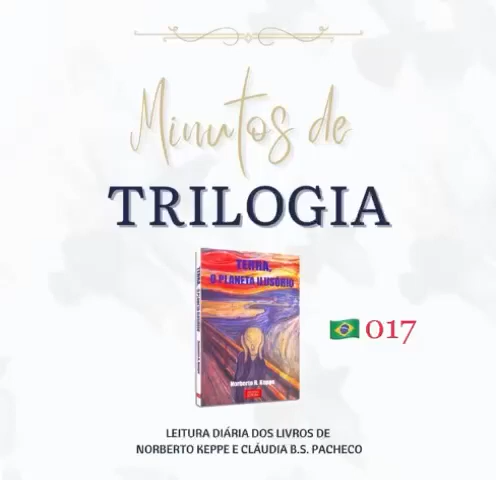 Minutos de
TRILOGIA
TERRA,
O PLANETA ILUSÓRIO
Norberto R. Keppe
017
LEITURA DIÁRIA DOS LIVROS DE
NORBERTO KEPPE E CLÁUDIA B.S. PACHECO